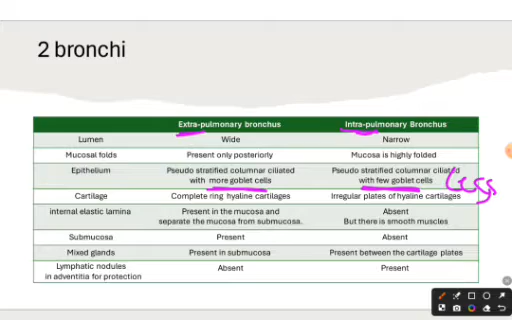 2 bronchi
Extra-pulmonary bronchus Intra-pulmonary Bronchus
Lumen Wide Narrow
Mucosal folds Present only posteriorly Mucosa is highly folded
Epithelium Pseudo stratified columnar ciliated Pseudo stratified columnar ciliated
with more goblet cells with few goblet cells
Less
Cartilage Complete ring hyaline cartilages Irregular plates of hyaline cartilages
internal elastic lamina Present in the mucosa and Absent
separate the mucosa from submucosa. But there is smooth muscles
Submucosa Present Absent
Mixed glands Present in submucosa Present between the cartilage plates
Lymphatic nodules Absent Present
in adventitia for protection